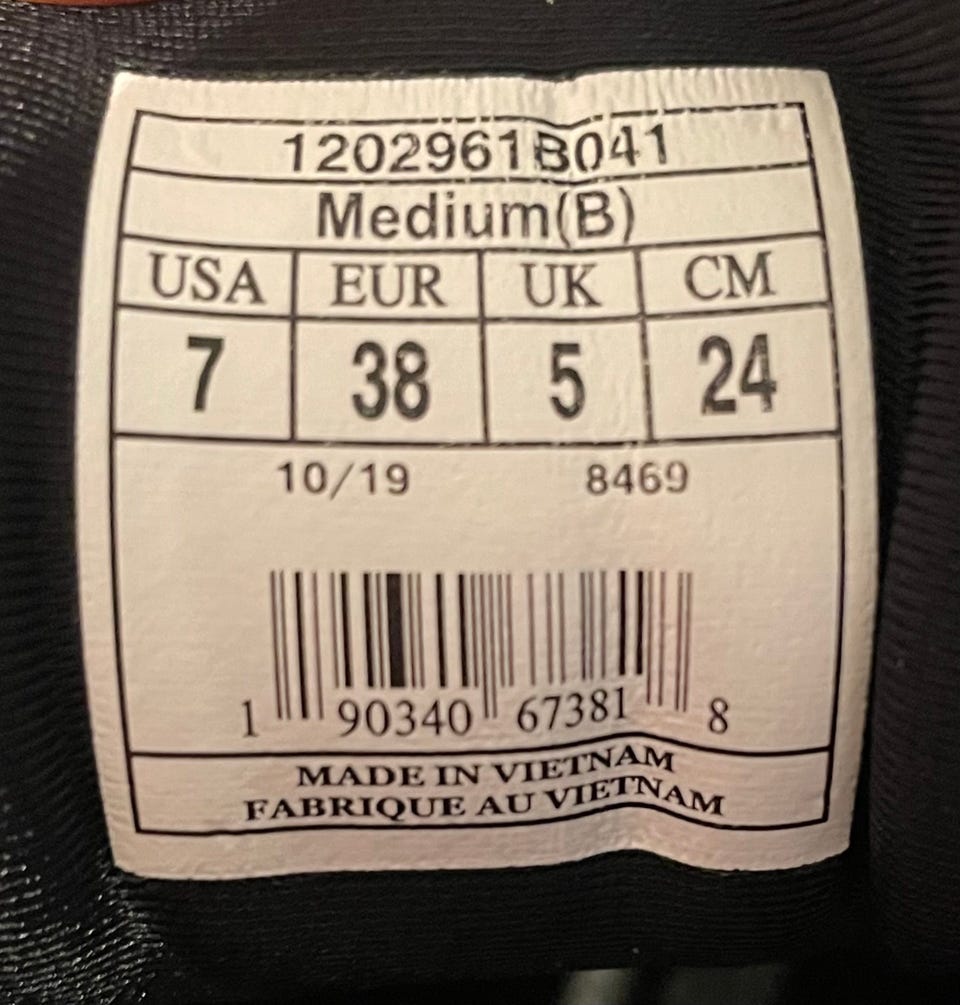 1202961B041
Medium(B)
USA EUR UK CM
7 38 5 24
10/19 8469
1 90340 67381 8
MADE IN VIETNAM
FABRIQUE AU VIETNAM